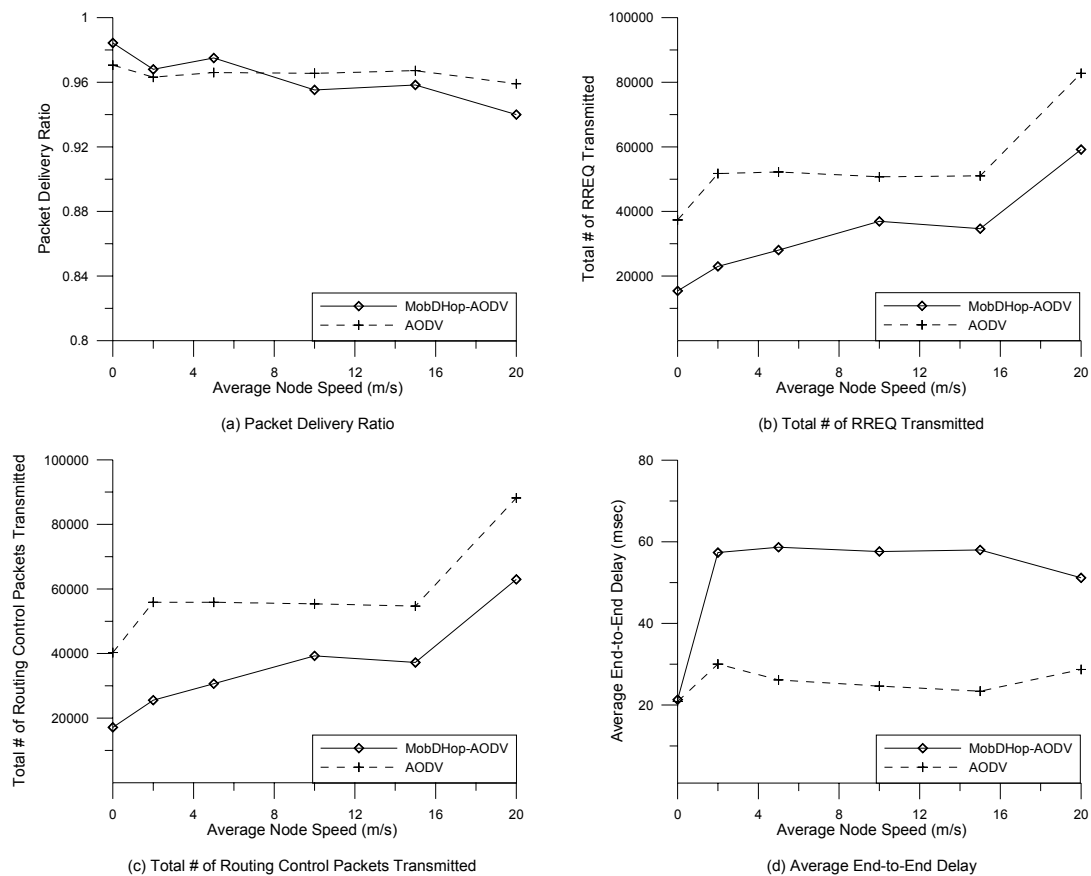 1
0.96
0.92
0.88
0.84
0.8
Packet Delivery Ratio
MobDHop-AODV
AODV
0 4 8 12 16 20
Average Node Speed (m/s)
(a) Packet Delivery Ratio
100000
80000
60000
40000
20000
Total # of RREQ Transmitted
MobDHop-AODV
AODV
0 4 8 12 16 20
Average Node Speed (m/s)
(b) Total # of RREQ Transmitted
100000
80000
60000
40000
20000
Total # of Routing Control Packets Transmitted
MobDHop-AODV
AODV
0 4 8 12 16 20
Average Node Speed (m/s)
(c) Total # of Routing Control Packets Transmitted
80
60
40
20
Average End-to-End Delay (msec)
MobDHop-AODV
AODV
0 4 8 12 16 20
Average Node Speed (m/s)
(d) Average End-to-End Delay